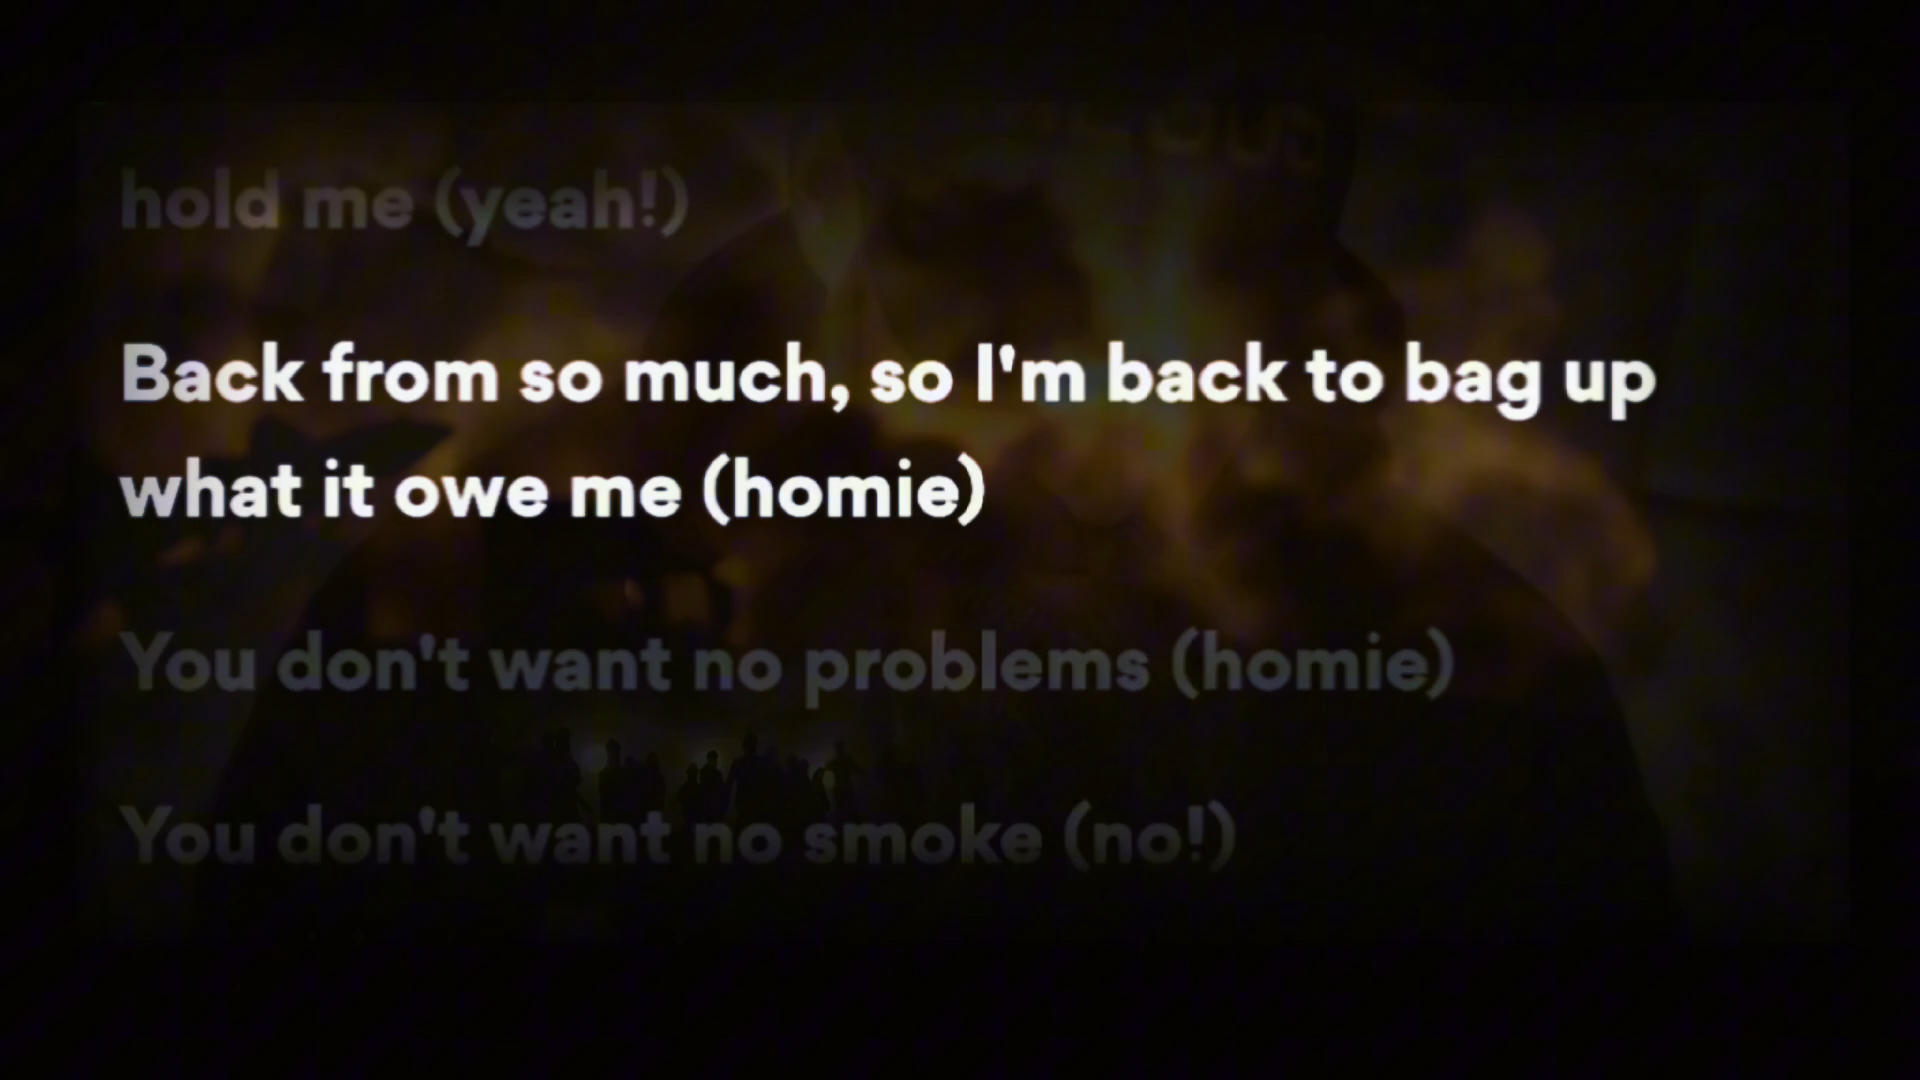 hold me (yeah!)
Back from so much, so I'm back to bag up
what it owe me (homie)
You don't want no problems (homie)
You don't want no smoke (no!)